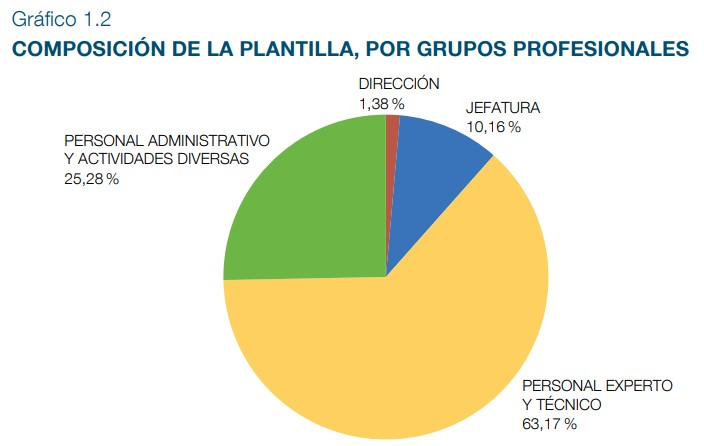 Gráfico 1.2
COMPOSICIÓN DE LA PLANTILLA, POR GRUPOS PROFESIONALES
DIRECCIÓN
1,38 %
JEFATURA
10,16 %
PERSONAL ADMINISTRATIVO
Y ACTIVIDADES DIVERSAS
25,28 %
PERSONAL EXPERTO
Y TÉCNICO
63,17 %